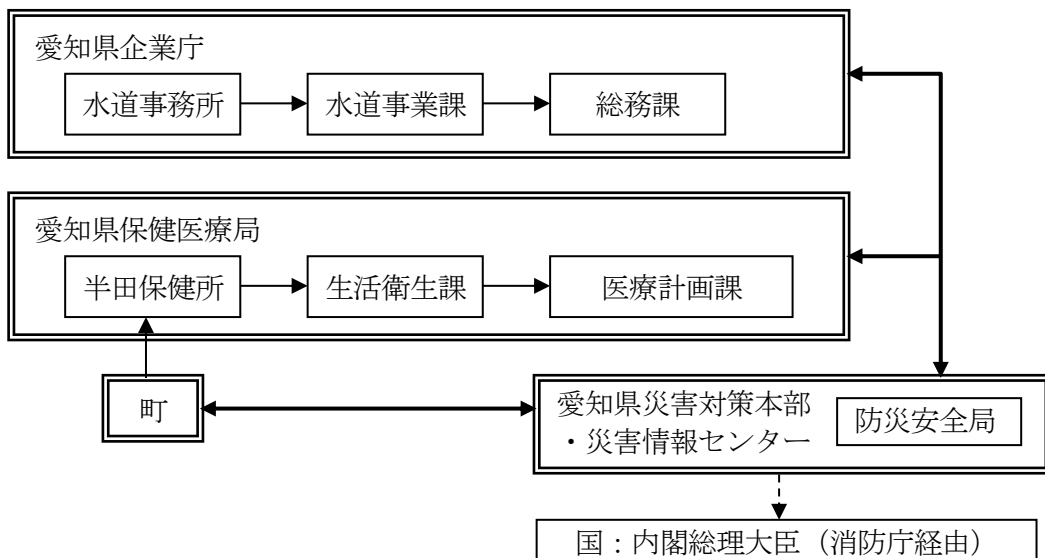 愛知県企業庁
水道事務所
水道事業課
総務課
愛知県保健医療局
半田保健所
生活衛生課
医療計画課
町
愛知県災害対策本部
・災害情報センター
防災安全局
国：内閣総理大臣（消防庁経由）